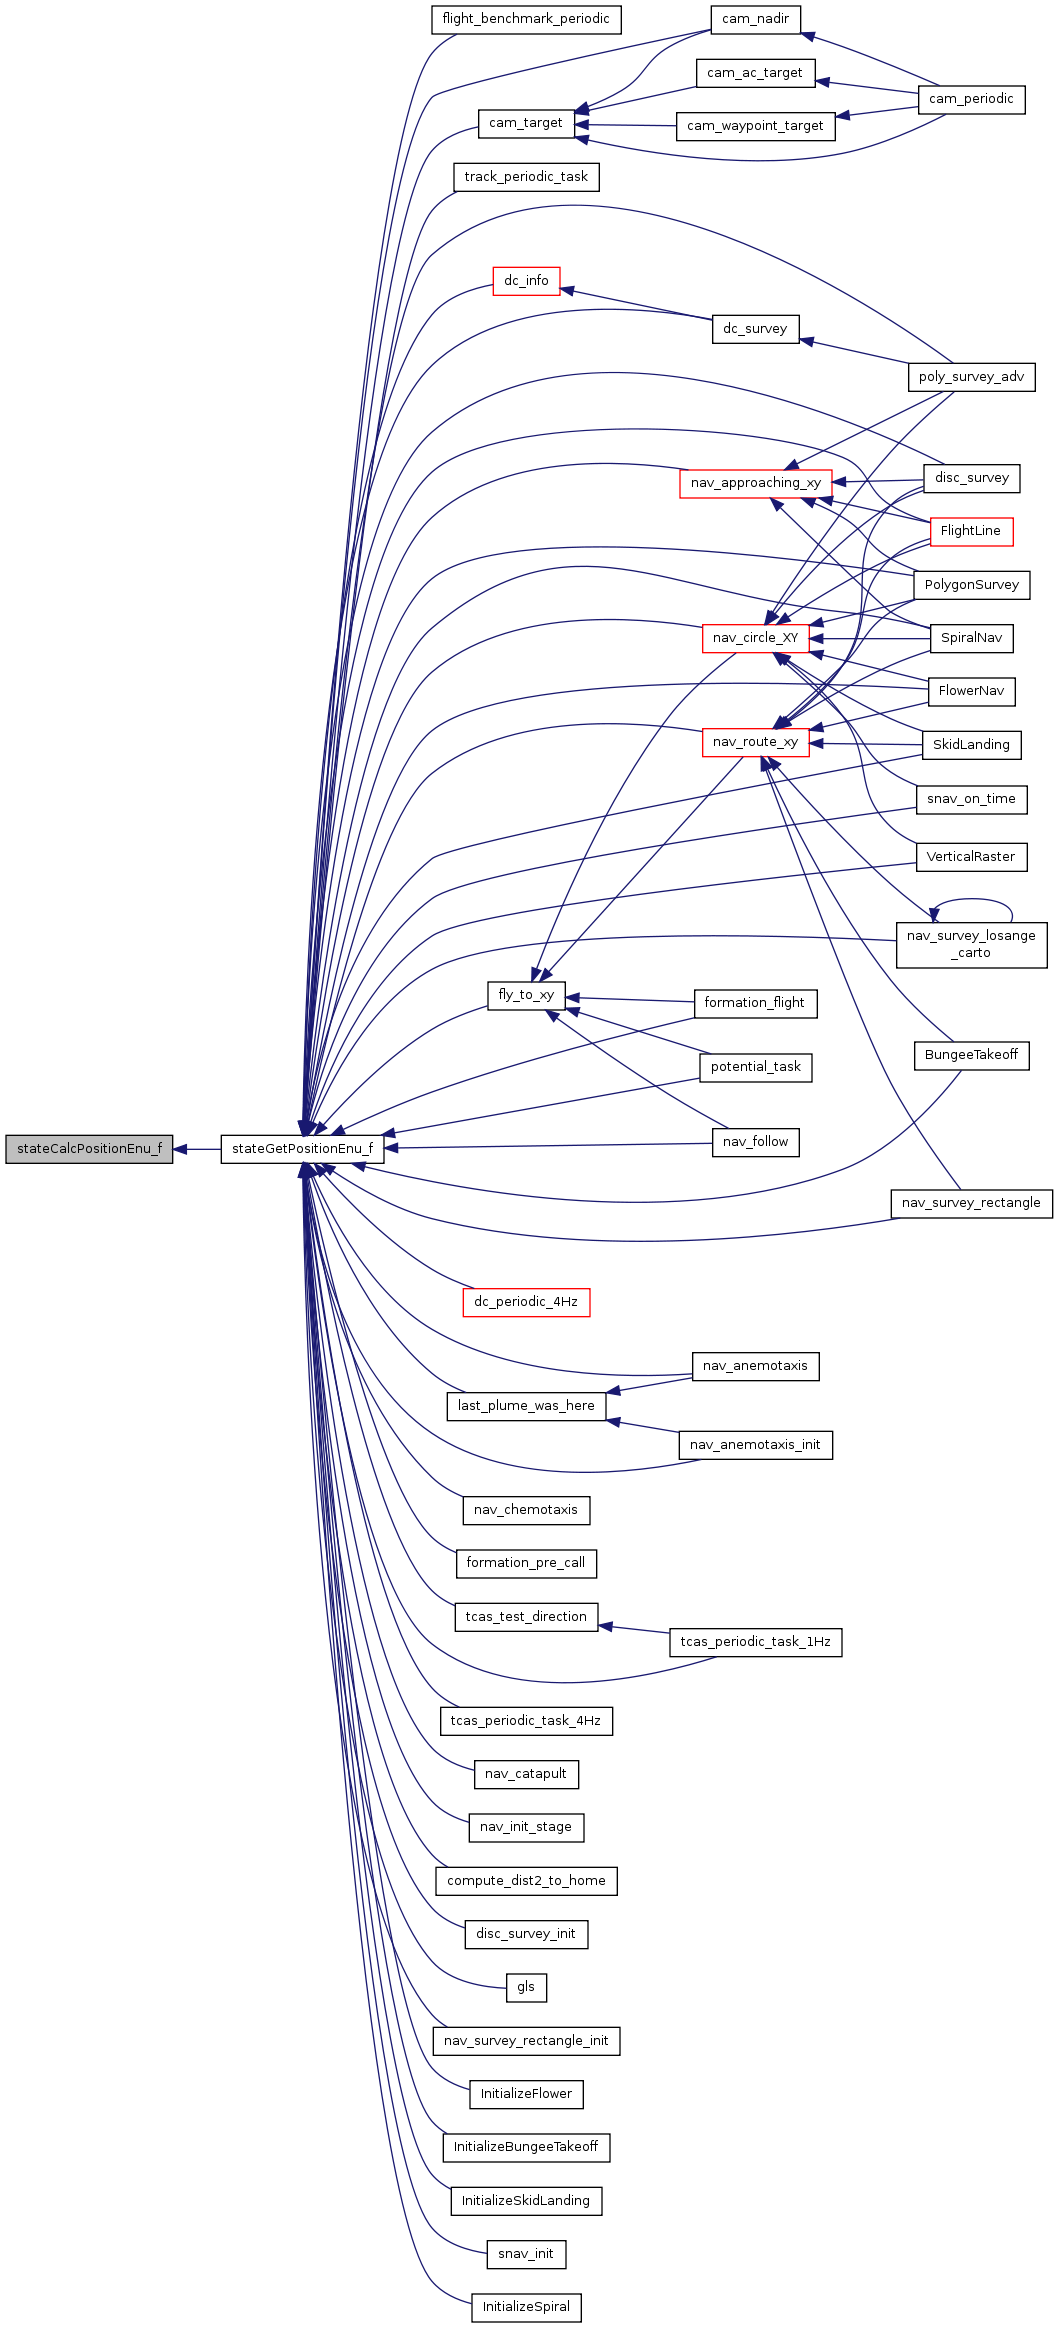 flight_benchmark_periodic
cam_nadir
cam_ac_target
cam_periodic
cam_target
cam_waypoint_target
track_periodic_task
dc_info
dc_survey
poly_survey_adv
nav_approaching_xy
disc_survey
FlightLine
PolygonSurvey
nav_circle_XY
SpiralNav
FlowerNav
nav_route_xy
SkidLanding
snav_on_time
VerticalRaster
nav_survey_losange
_carto
fly_to_xy
formation_flight
BungeeTakeoff
potential_task
stateCalcPositionEnu_f
stateGetPositionEnu_f
nav_follow
nav_survey_rectangle
dc_periodic_4Hz
nav_anemotaxis
last_plume_was_here
nav_anemotaxis_init
nav_chemotaxis
formation_pre_call
tcas_test_direction
tcas_periodic_task_1Hz
tcas_periodic_task_4Hz
nav_catapult
nav_init_stage
compute_dist2_to_home
disc_survey_init
gls
nav_survey_rectangle_init
InitializeFlower
InitializeBungeeTakeoff
InitializeSkidLanding
snav_init
InitializeSpiral